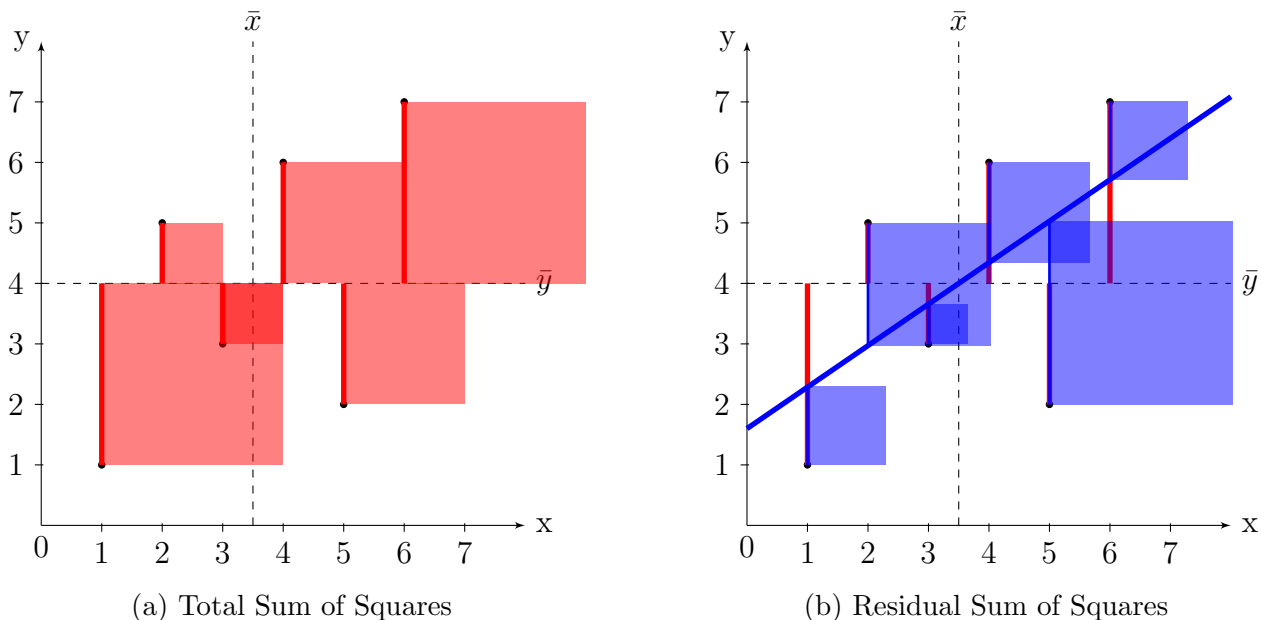 x̄ x̄
y y
7 7
6 6
5 5
4 ȳ 4 ȳ
3 3
2 2
1 1
x x
0 1 2 3 4 5 6 7 0 1 2 3 4 5 6 7
(a) Total Sum of Squares (b) Residual Sum of Squares